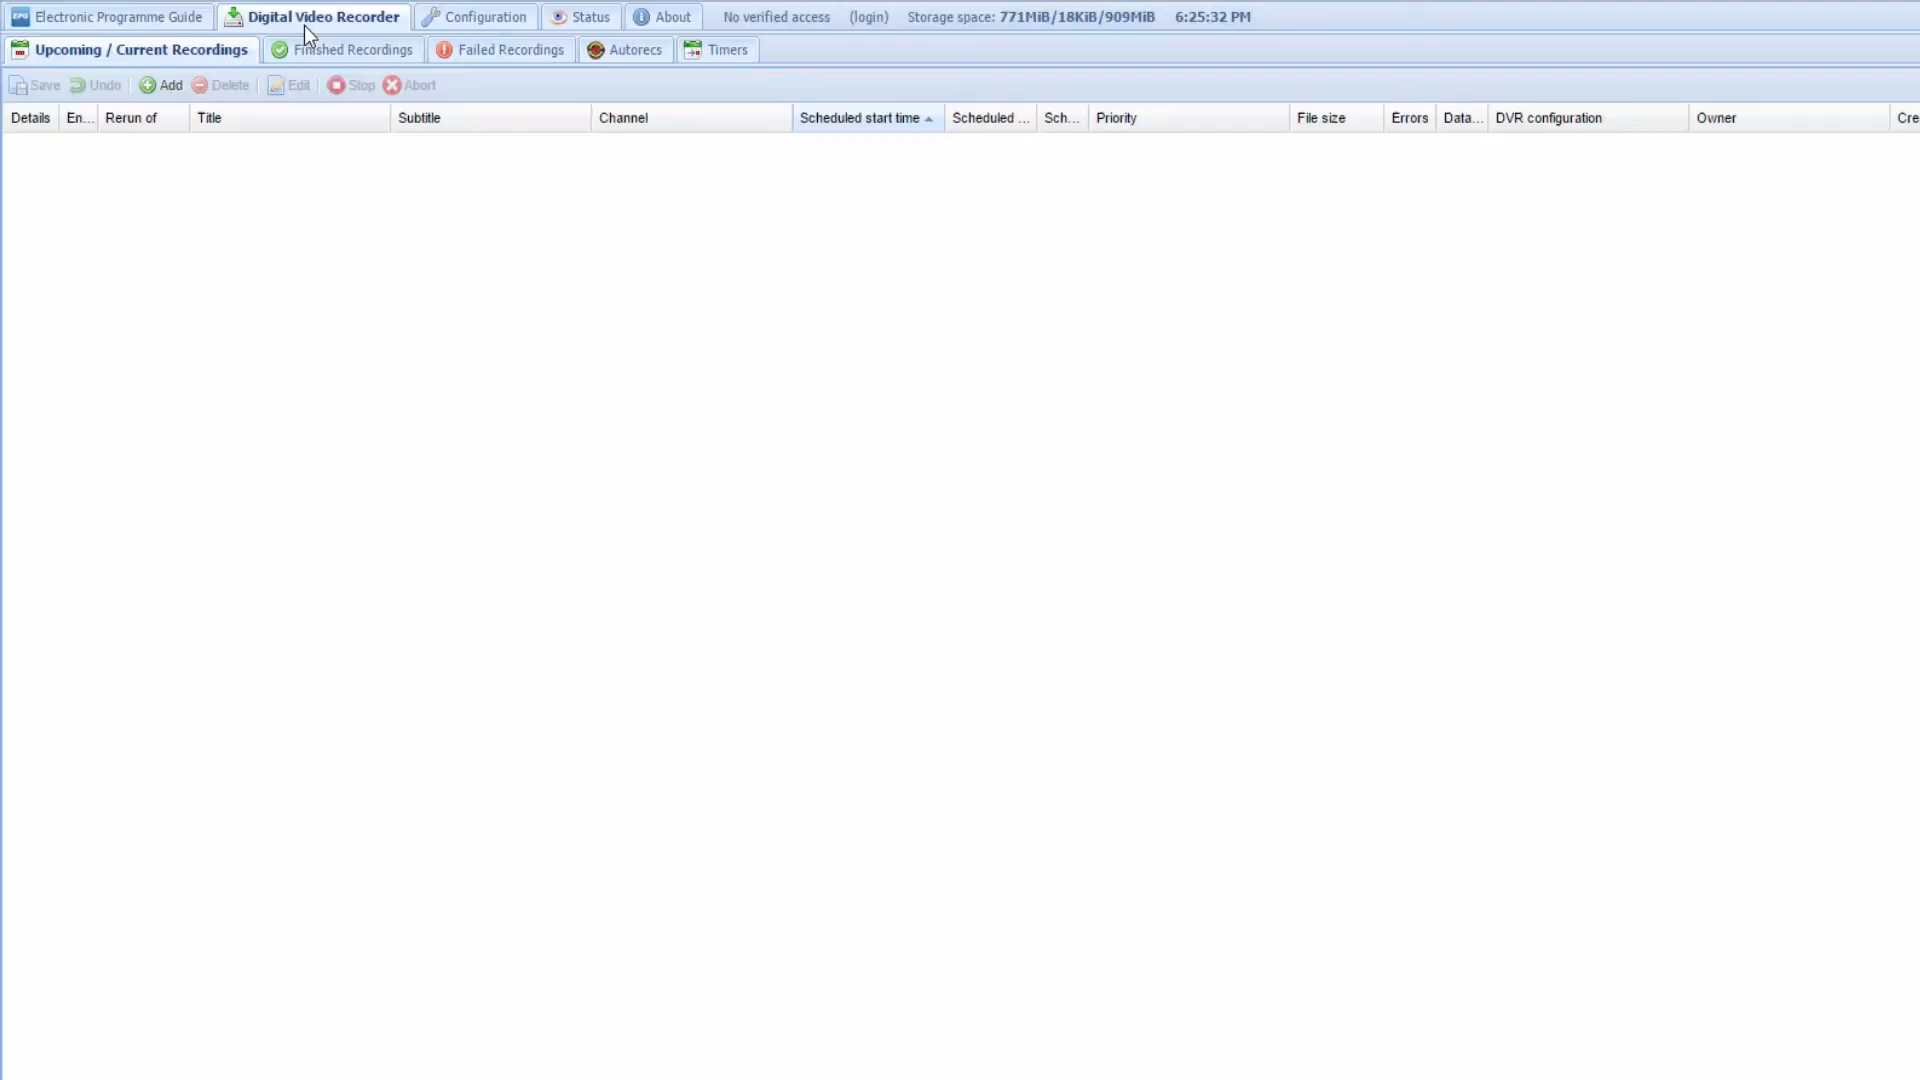 EPG Electronic Programme Guide Digital Video Recorder Configuration Status About No verified access (login) Storage space: 771MiB/18KiB/909MiB 6:25:32 PM
Upcoming / Current Recordings Finished Recordings Failed Recordings Autorecs Timers
Save Undo Add Delete Edit Stop Abort
Details En... Rerun of Title Subtitle Channel Scheduled start time Scheduled ... Sch... Priority File size Errors Data... DVR configuration Owner Cre